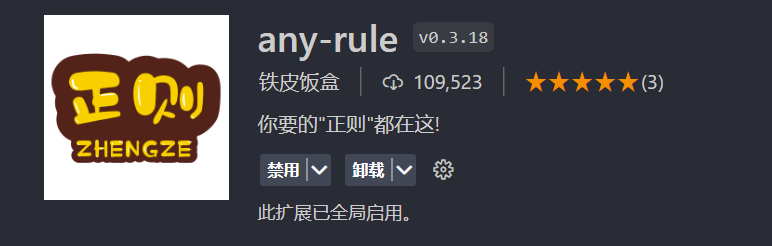 正则
ZHENGZE
any-rule v0.3.18
铁皮饭盒 109,523 (3)
你要的"正则"都在这!
禁用 卸载
此扩展已全局启用。